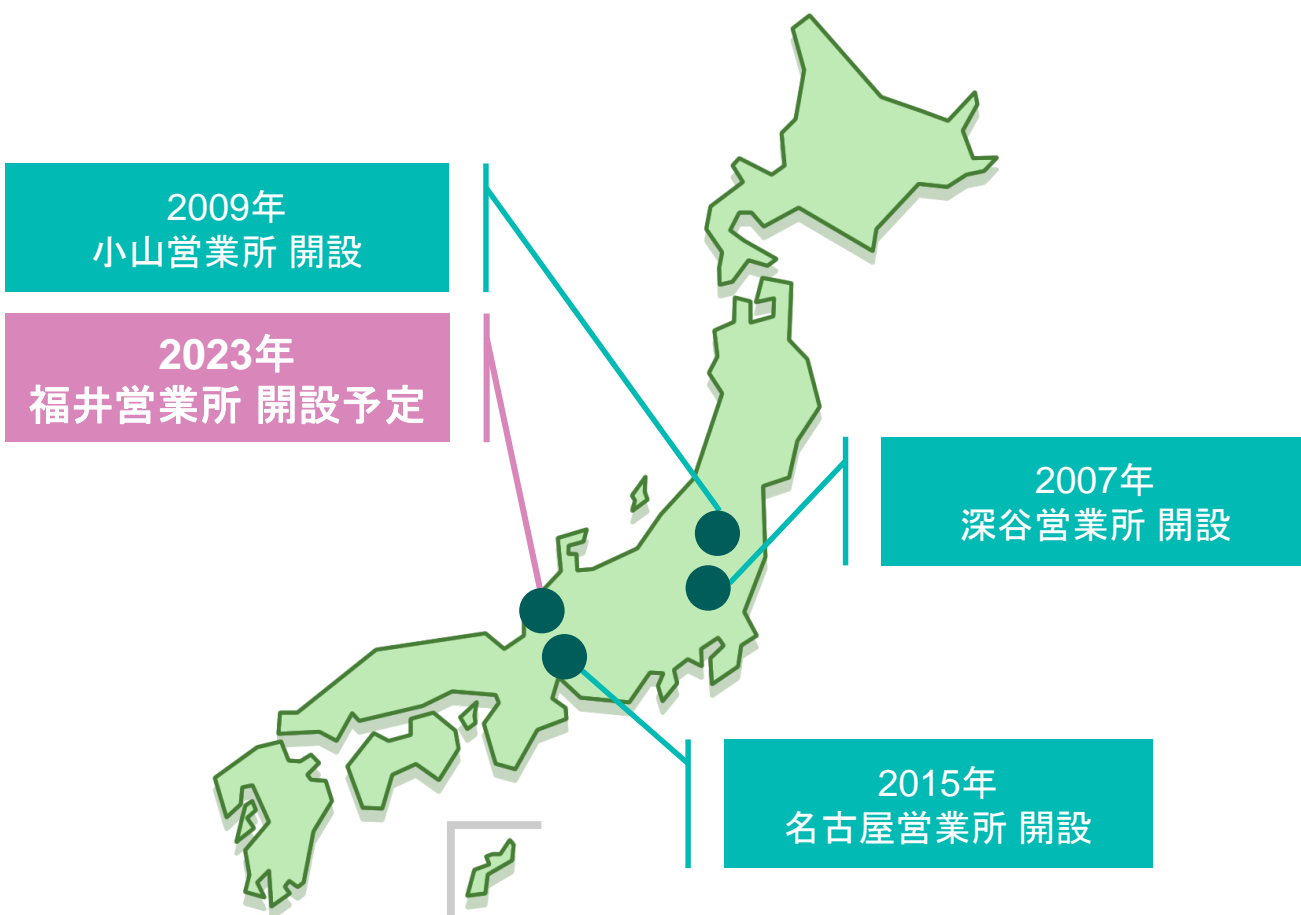 2009年
小山営業所 開設
2023年
福井営業所 開設予定
2007年
深谷営業所 開設
2015年
名古屋営業所 開設